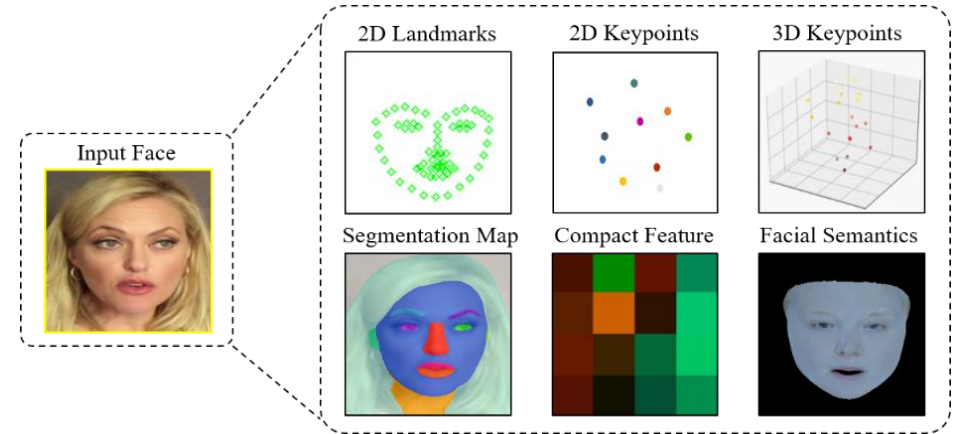 2D Landmarks
2D Keypoints
3D Keypoints
Input Face
Segmentation Map
Compact Feature
Facial Semantics